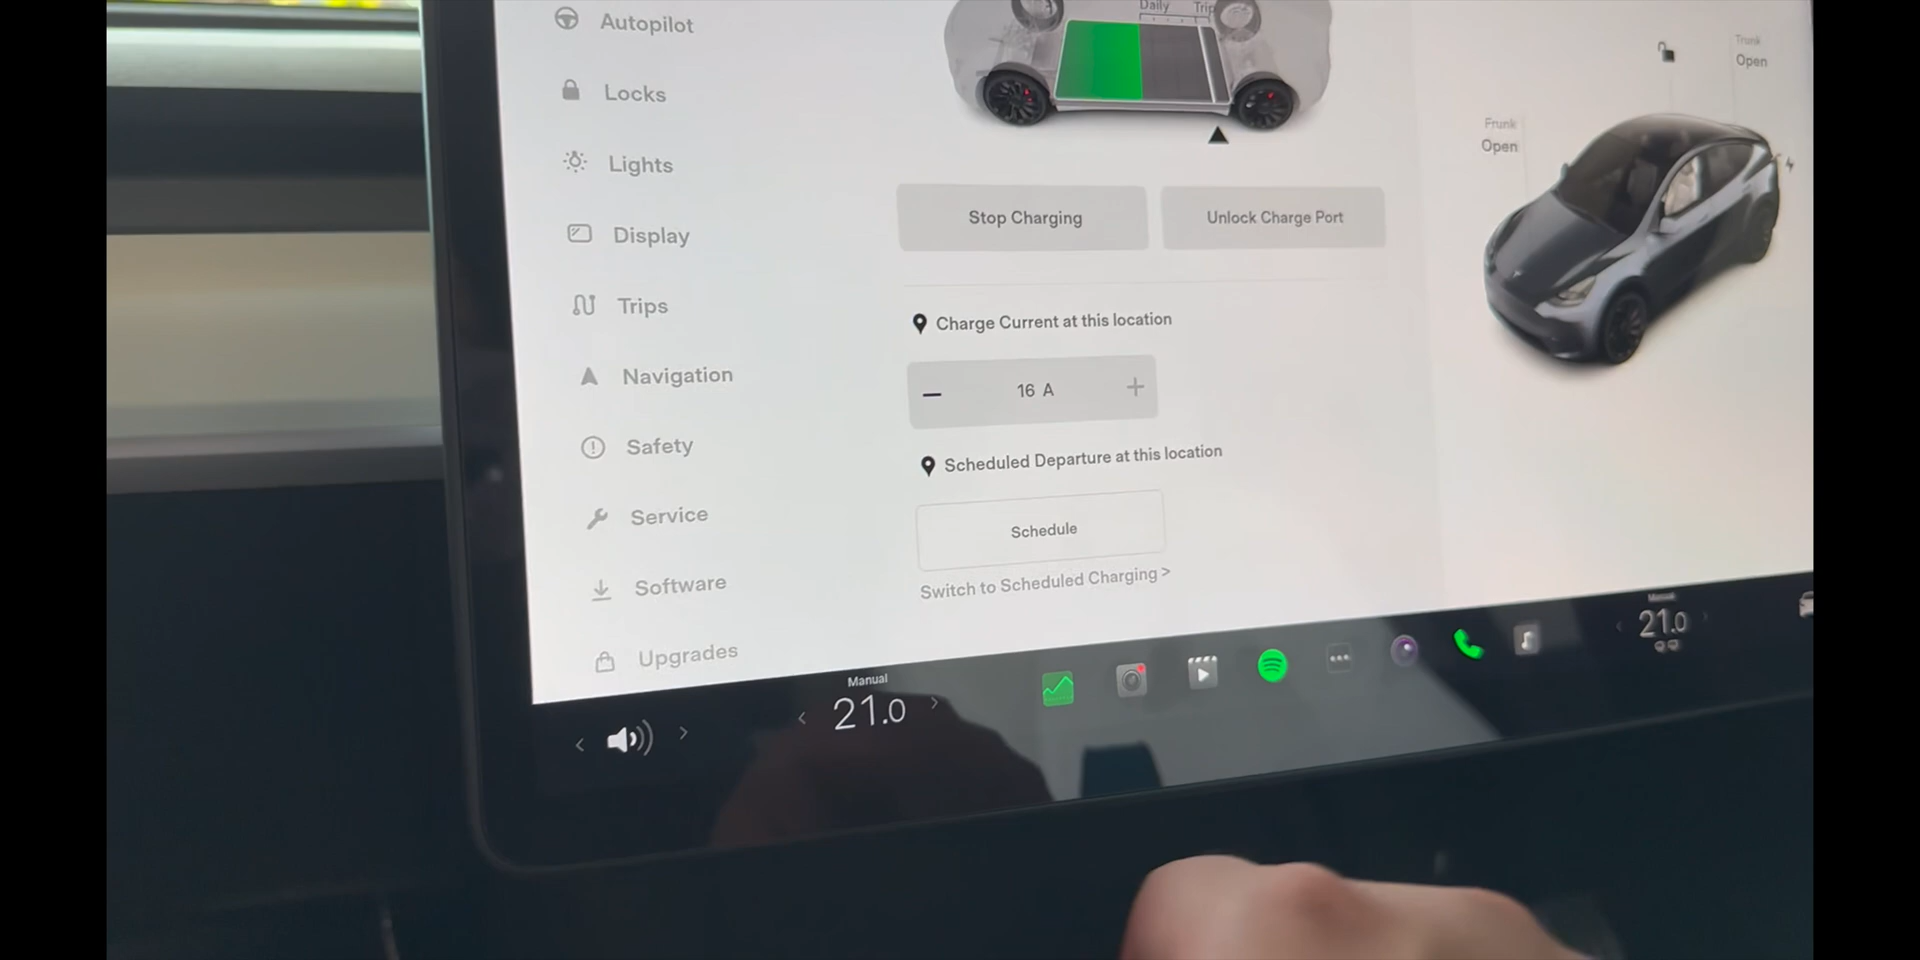 Autopilot
Locks
Lights
Display
Trips
Navigation
Safety
Service
Software
Upgrades
Daily Trip
Stop Charging
Unlock Charge Port
Charge Current at this location
− 16 A +
Scheduled Departure at this location
Schedule
Switch to Scheduled Charging >
Frunk
Open
Trunk
Open
Manual
< 21.0 >
Manual
21.0